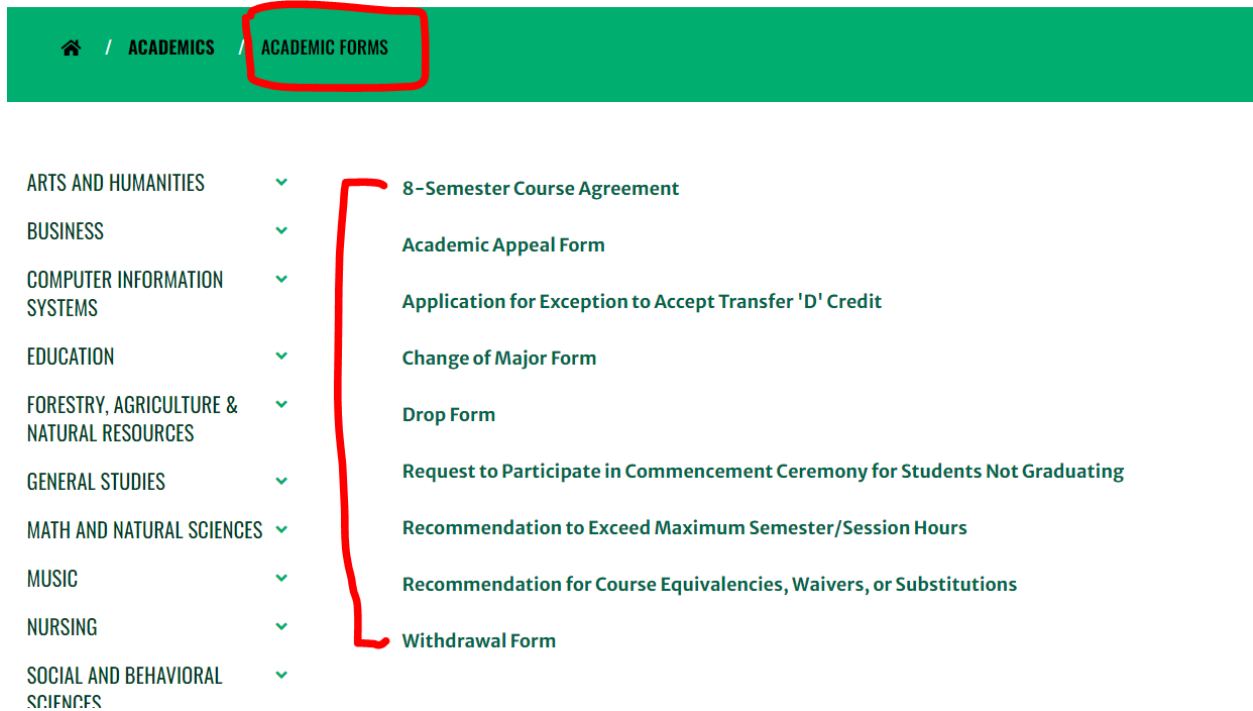 / ACADEMICS / ACADEMIC FORMS
ARTS AND HUMANITIES
BUSINESS
COMPUTER INFORMATION
SYSTEMS
EDUCATION
FORESTRY, AGRICULTURE &
NATURAL RESOURCES
GENERAL STUDIES
MATH AND NATURAL SCIENCES
MUSIC
NURSING
SOCIAL AND BEHAVIORAL
SCIENCES
8-Semester Course Agreement
Academic Appeal Form
Application for Exception to Accept Transfer 'D' Credit
Change of Major Form
Drop Form
Request to Participate in Commencement Ceremony for Students Not Graduating
Recommendation to Exceed Maximum Semester/Session Hours
Recommendation for Course Equivalencies, Waivers, or Substitutions
Withdrawal Form